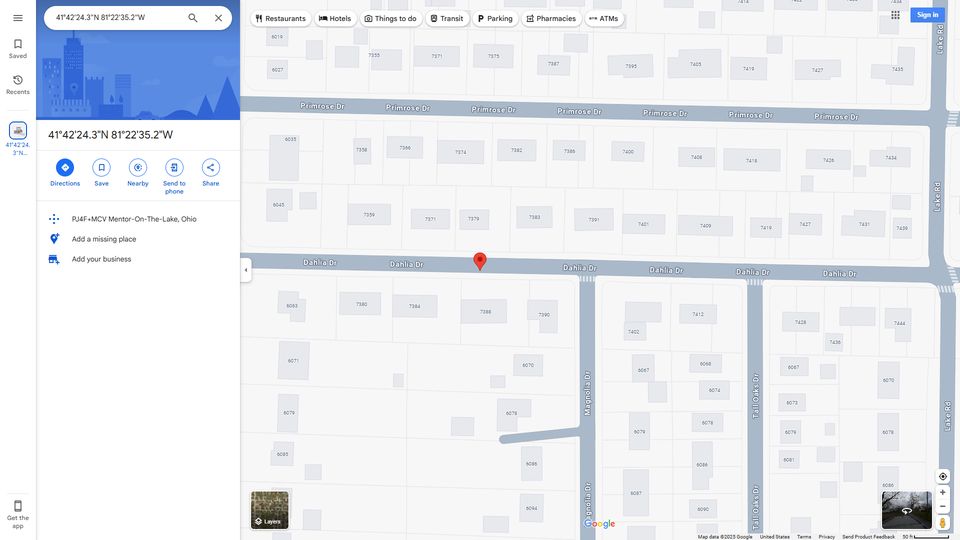 41°42'24.3"N 81°22'35.2"W
Restaurants
Hotels
Things to do
Transit
Parking
Pharmacies
ATMs
Sign in
Saved
Recents
41°42'24.
3"N...
41°42'24.3"N 81°22'35.2"W
Directions
Save
Nearby
Send to
phone
Share
PJ4F+MCV Mentor-On-The-Lake, Ohio
Add a missing place
Add your business
Get the
app
6019
7355
7371
7375
7387
7395
7405
7419
7427
7435
6027
Lake Rd
Primrose Dr
Primrose Dr
Primrose Dr
Primrose Dr
Primrose Dr
Primrose Dr
Primrose Dr
6035
7358
7366
7374
7382
7386
7400
7408
7418
7426
7434
Lake Rd
6045
7359
7371
7379
7383
7391
7401
7409
7419
7427
7431
7439
Dahlia Dr
Dahlia Dr
Dahlia Dr
Dahlia Dr
Dahlia Dr
Dahlia Dr
6063
7380
7384
7388
7390
7402
7412
7428
7436
7444
6071
6070
6067
6068
6067
6070
6074
Magnolia Dr
Tall Oaks Dr
Lake Rd
6079
6078
6079
6078
6073
6079
6078
6085
6086
6086
6081
6087
6086
6094
6090
Magnolia Dr
Tall Oaks Dr
Layers
Google
Map data ©2025 Google
United States
Terms
Privacy
Send Product Feedback
50 ft